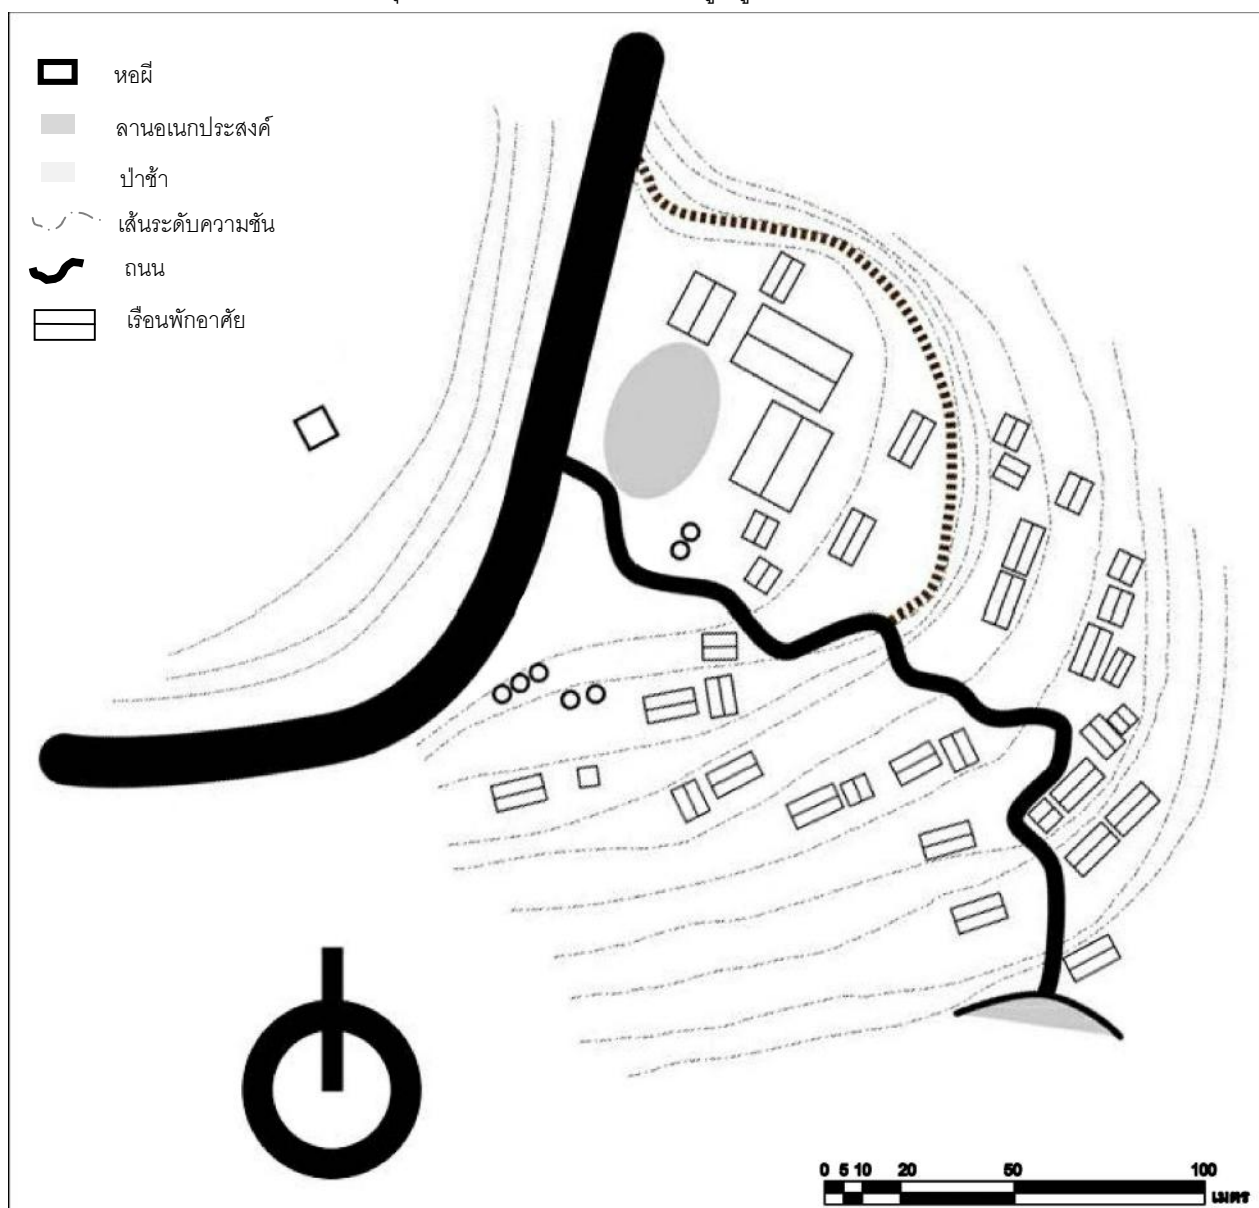 หอผี
ลานอเนกประสงค์
ป่าช้า
เส้นระดับความชัน
ถนน
เรือนพักอาศัย
0 5 10 20 50 100
เมตร